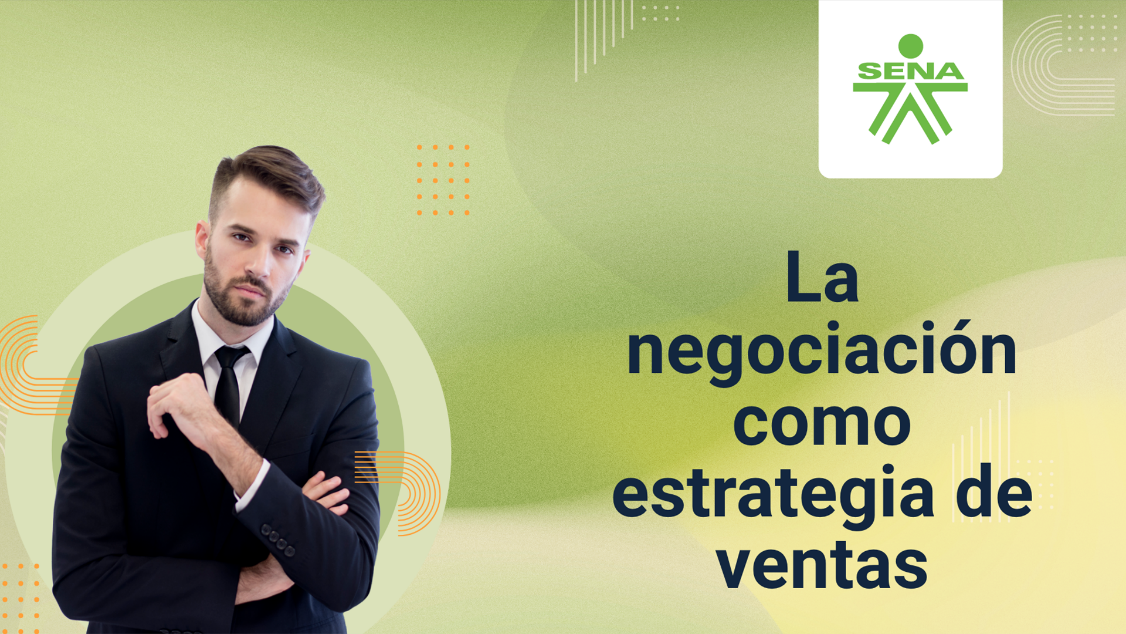 SENA
La
negociación
como
estrategia de
ventas